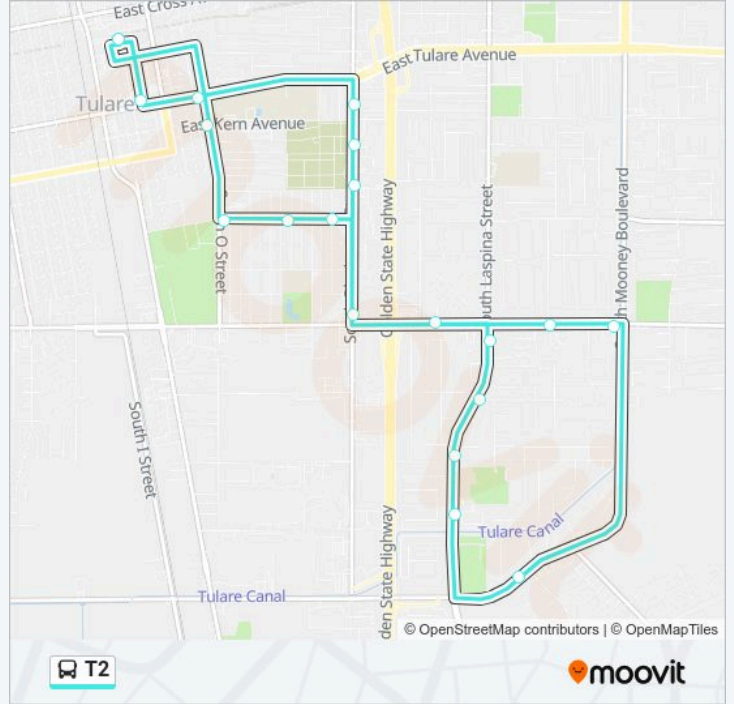 East Cross A
East Tulare Avenue
Tulare
East Kern Avenue
Golden State Highway
South Laspina Street
h Mooney Boulevard
O Street
South I Street
Tulare Canal
Tulare Canal
den State Highway
© OpenStreetMap contributors | © OpenMapTiles
T2
moovit